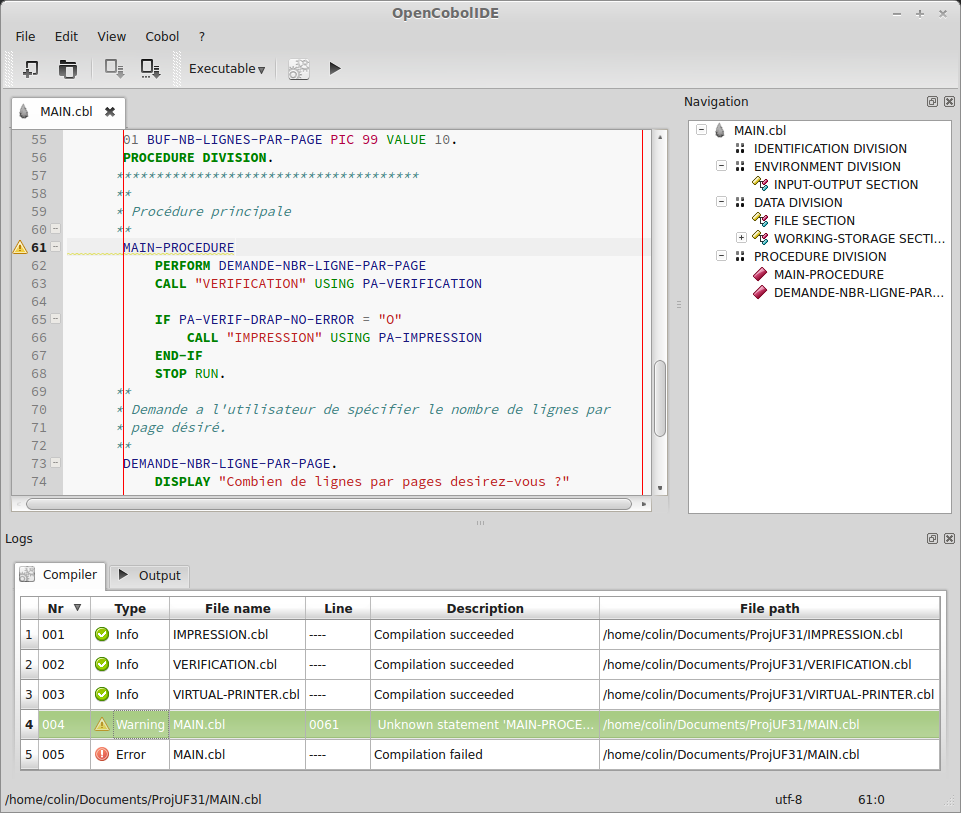 OpenCobolIDE
File Edit View Cobol ?
Executable
MAIN.cbl
55 01 BUF-NB-LIGNES-PAR-PAGE PIC 99 VALUE 10.
56 PROCEDURE DIVISION.
57 **************************************
58 **
59 * Procédure principale
60 **
61 MAIN-PROCEDURE
62 PERFORM DEMANDE-NBR-LIGNE-PAR-PAGE
63 CALL "VERIFICATION" USING PA-VERIFICATION
64
65 IF PA-VERIF-DRAP-NO-ERROR = "O"
66 CALL "IMPRESSION" USING PA-IMPRESSION
67 END-IF
68 STOP RUN.
69 **
70 * Demande a l'utilisateur de spécifier le nombre de lignes par
71 * page désiré.
72 **
73 DEMANDE-NBR-LIGNE-PAR-PAGE.
74 DISPLAY "Combien de lignes par pages desirez-vous ?"
Navigation
MAIN.cbl
IDENTIFICATION DIVISION
ENVIRONMENT DIVISION
INPUT-OUTPUT SECTION
DATA DIVISION
FILE SECTION
WORKING-STORAGE SECTI...
PROCEDURE DIVISION
MAIN-PROCEDURE
DEMANDE-NBR-LIGNE-PAR...
Logs
Compiler Output
Nr Type File name Line Description File path
1 001 Info IMPRESSION.cbl ---- Compilation succeeded /home/colin/Documents/ProjUF31/IMPRESSION.cbl
2 002 Info VERIFICATION.cbl ---- Compilation succeeded /home/colin/Documents/ProjUF31/VERIFICATION.cbl
3 003 Info VIRTUAL-PRINTER.cbl ---- Compilation succeeded /home/colin/Documents/ProjUF31/VIRTUAL-PRINTER.cbl
4 004 Warning MAIN.cbl 0061 Unknown statement 'MAIN-PROCE... /home/colin/Documents/ProjUF31/MAIN.cbl
5 005 Error MAIN.cbl ---- Compilation failed /home/colin/Documents/ProjUF31/MAIN.cbl
/home/colin/Documents/ProjUF31/MAIN.cbl utf-8 61:0